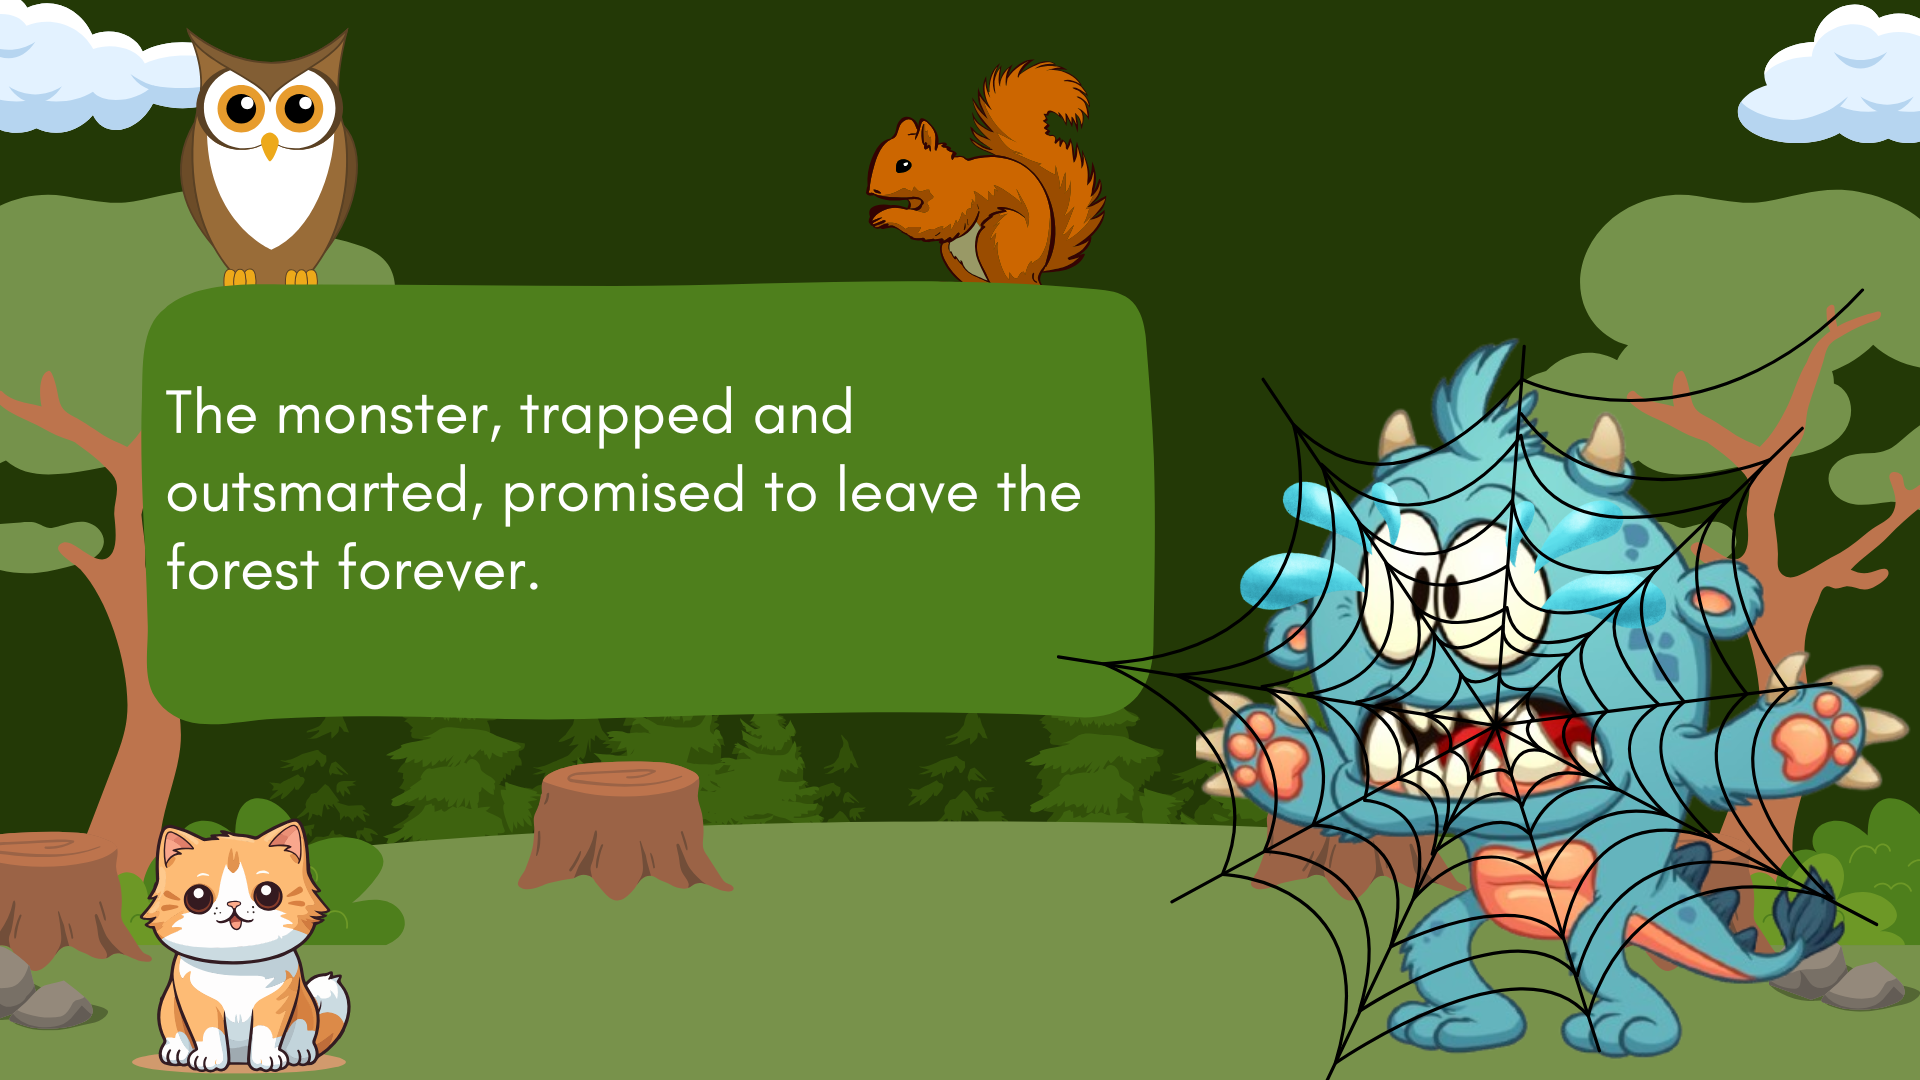 The monster, trapped and
outsmarted, promised to leave the
forest forever.